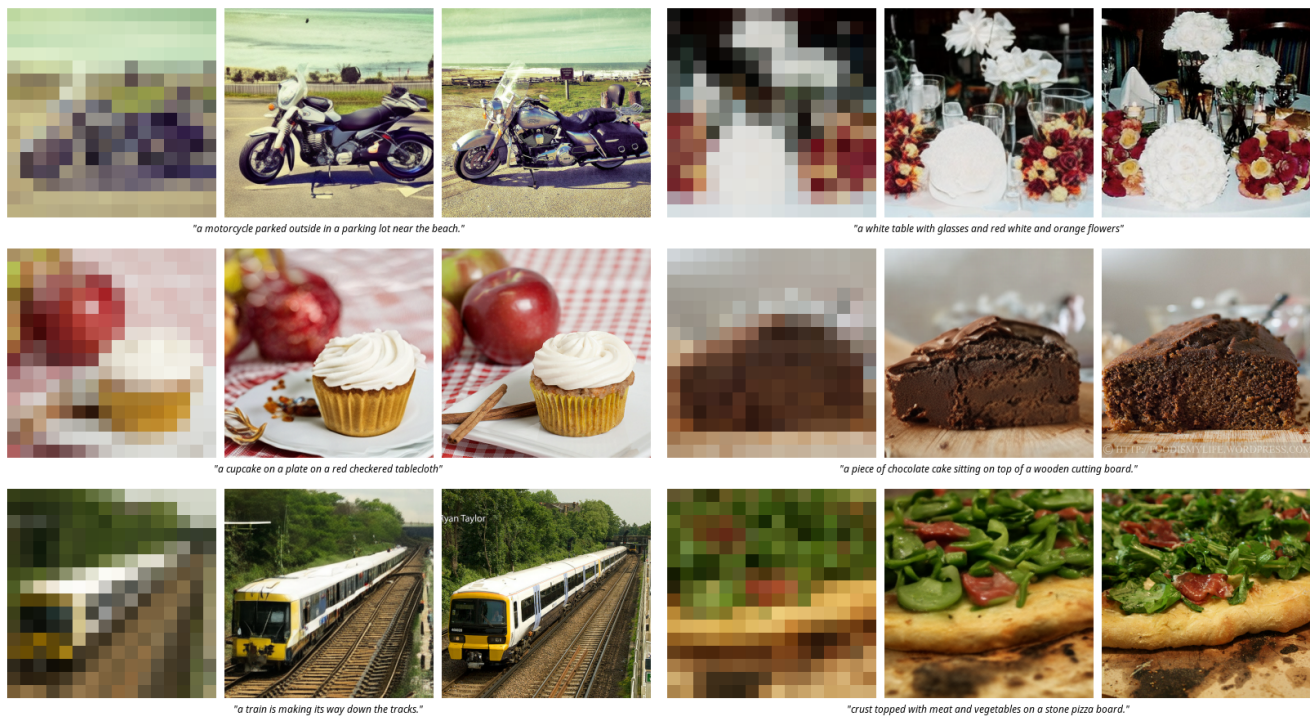 "a motorcycle parked outside in a parking lot near the beach."
"a white table with glasses and red white and orange flowers"
"a cupcake on a plate on a red checkered tablecloth"
"a piece of chocolate cake sitting on top of a wooden cutting board."
yan Taylor
"a train is making its way down the tracks."
"crust topped with meat and vegetables on a stone pizza board."